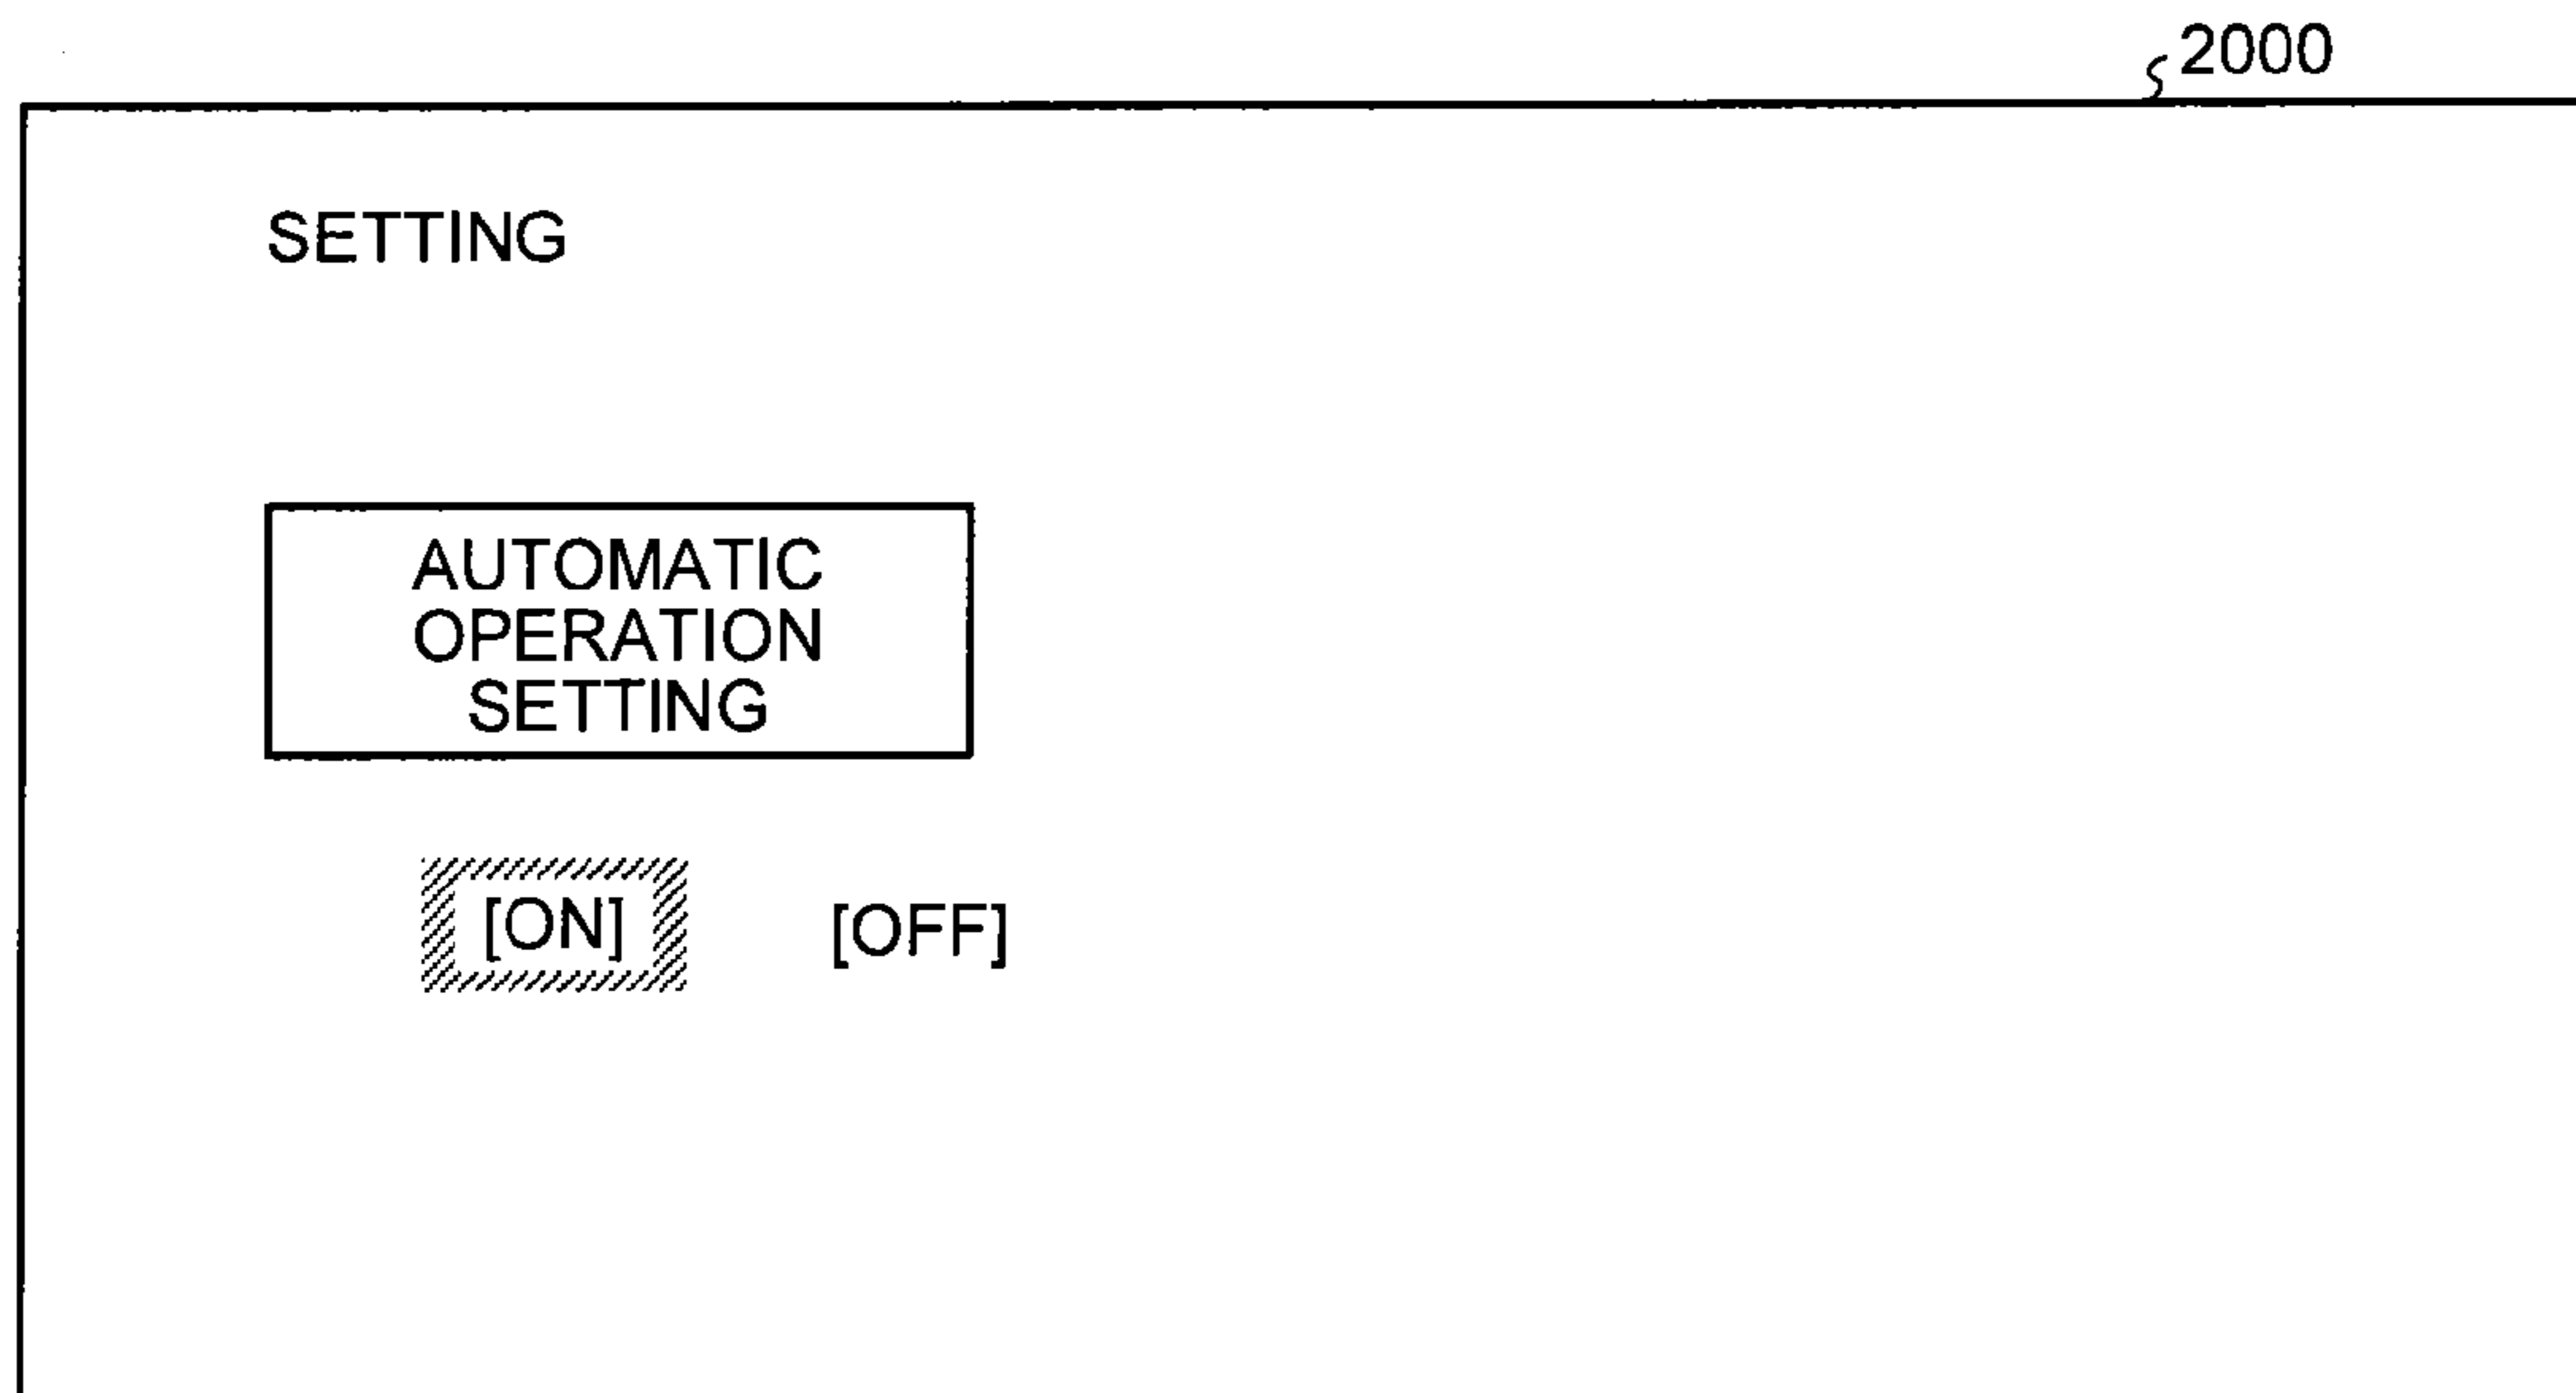 2000
SETTING
AUTOMATIC
OPERATION
SETTING
[ON] [OFF]